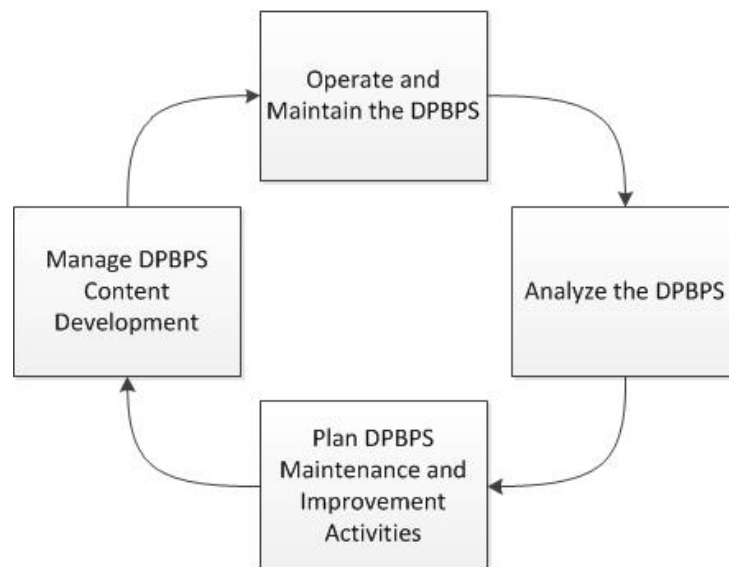 Operate and
Maintain the DPBPS
Manage DPBPS
Content
Development
Analyze the DPBPS
Plan DPBPS
Maintenance and
Improvement
Activities